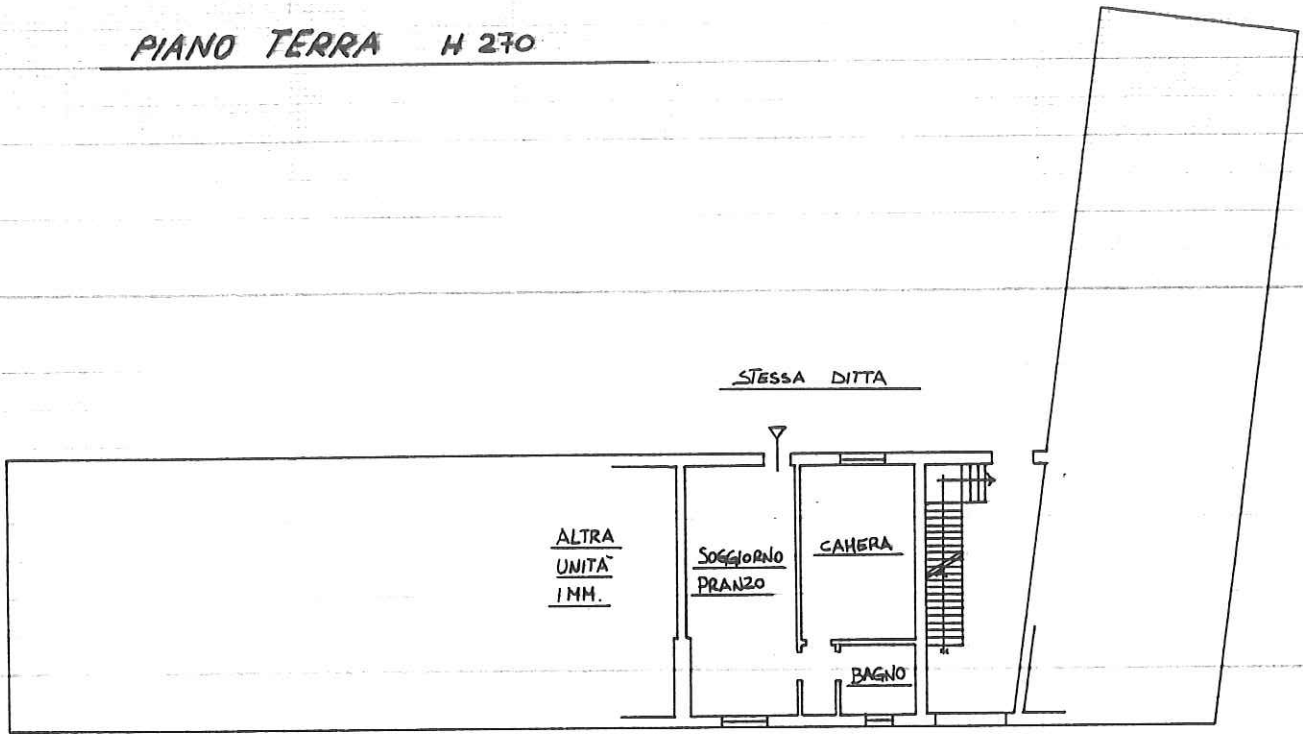 PIANO TERRA H 270
STESSA DITTA
ALTRA
UNITÀ
IMM.
SOGGIORNO
PRANZO
CAMERA
BAGNO